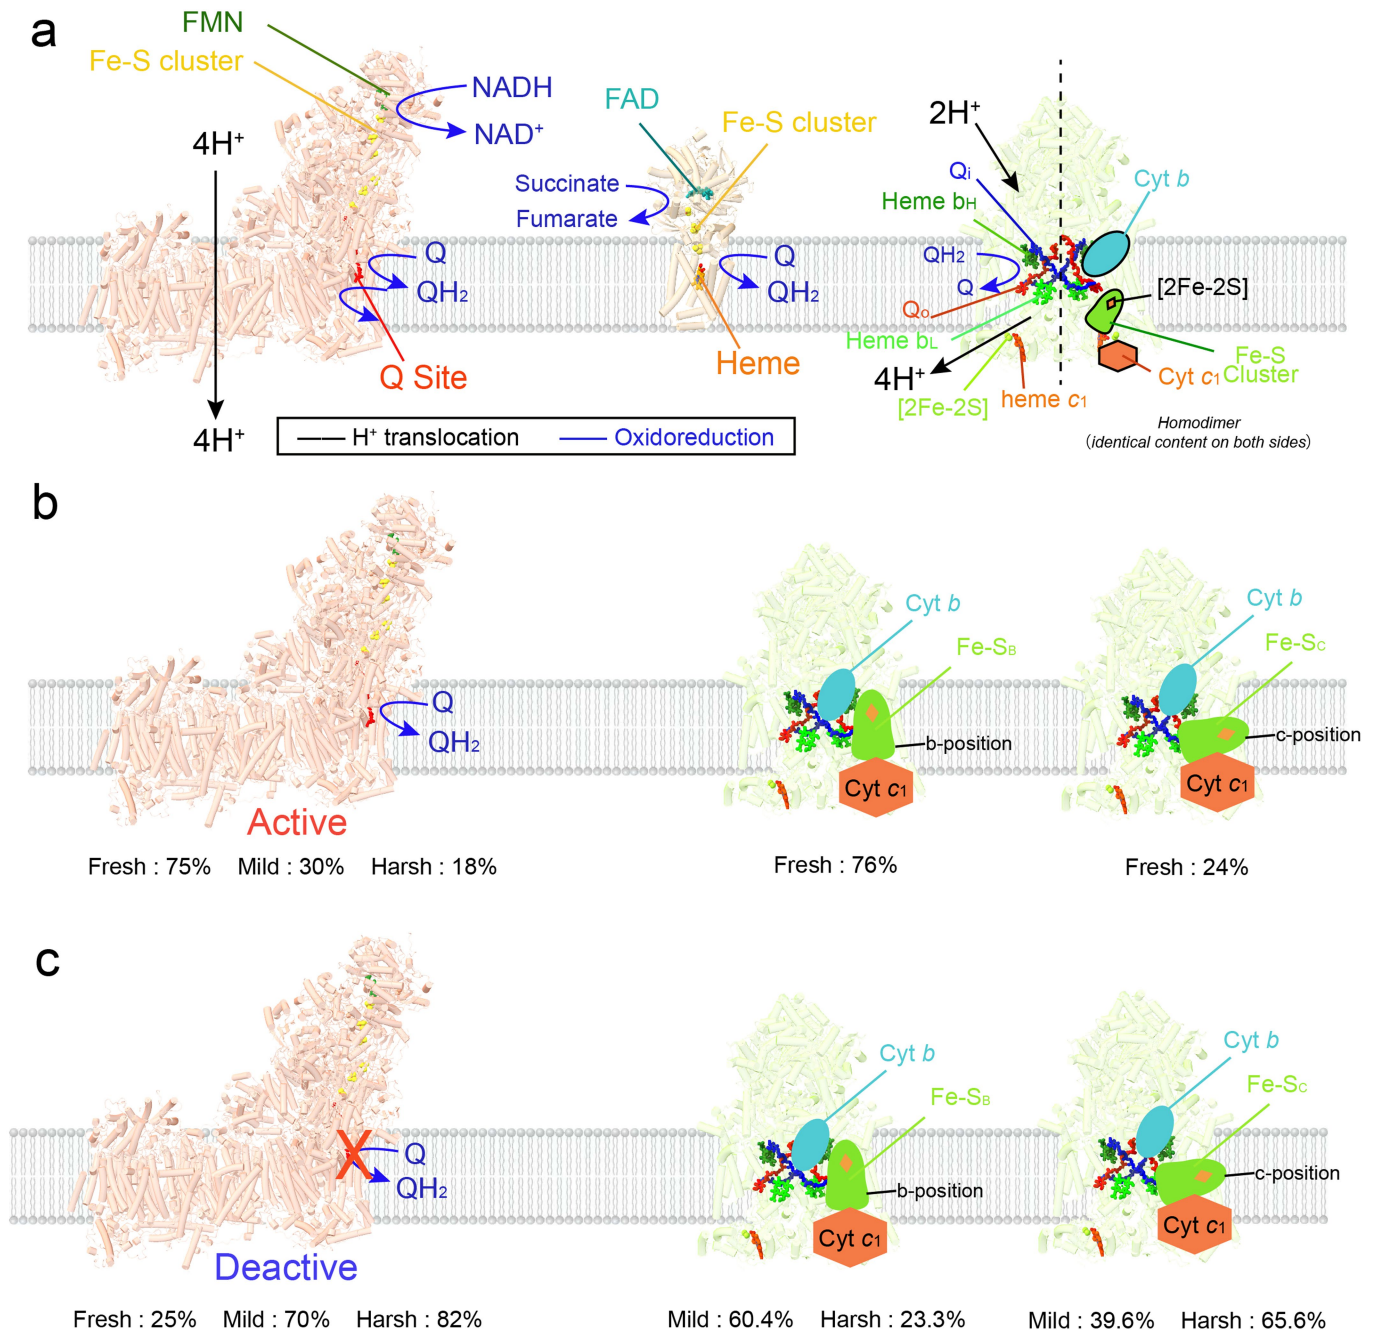 a
FMN
Fe-S cluster
4H⁺
NADH
NAD⁺
Q
QH₂
Q Site
4H⁺
FAD
Fe-S cluster
Succinate
Fumarate
Q
QH₂
Heme
2H⁺
Qi
Heme bH
QH₂
Q
Qo
Heme bL
4H⁺
[2Fe-2S]
heme c₁
Cyt b
[2Fe-2S]
Fe-S
Cluster
Cyt c₁
Homodimer
(identical content on both sides)
H⁺ translocation
Oxidoreduction
b
Q
QH₂
Active
Fresh : 75% Mild : 30% Harsh : 18%
Cyt b
Fe-SB
b-position
Cyt c₁
Fresh : 76%
Cyt b
Fe-Sc
c-position
Cyt c₁
Fresh : 24%
c
X
Q
QH₂
Deactive
Fresh : 25% Mild : 70% Harsh : 82%
Cyt b
Fe-SB
b-position
Cyt c₁
Mild : 60.4% Harsh : 23.3%
Cyt b
Fe-Sc
c-position
Cyt c₁
Mild : 39.6% Harsh : 65.6%